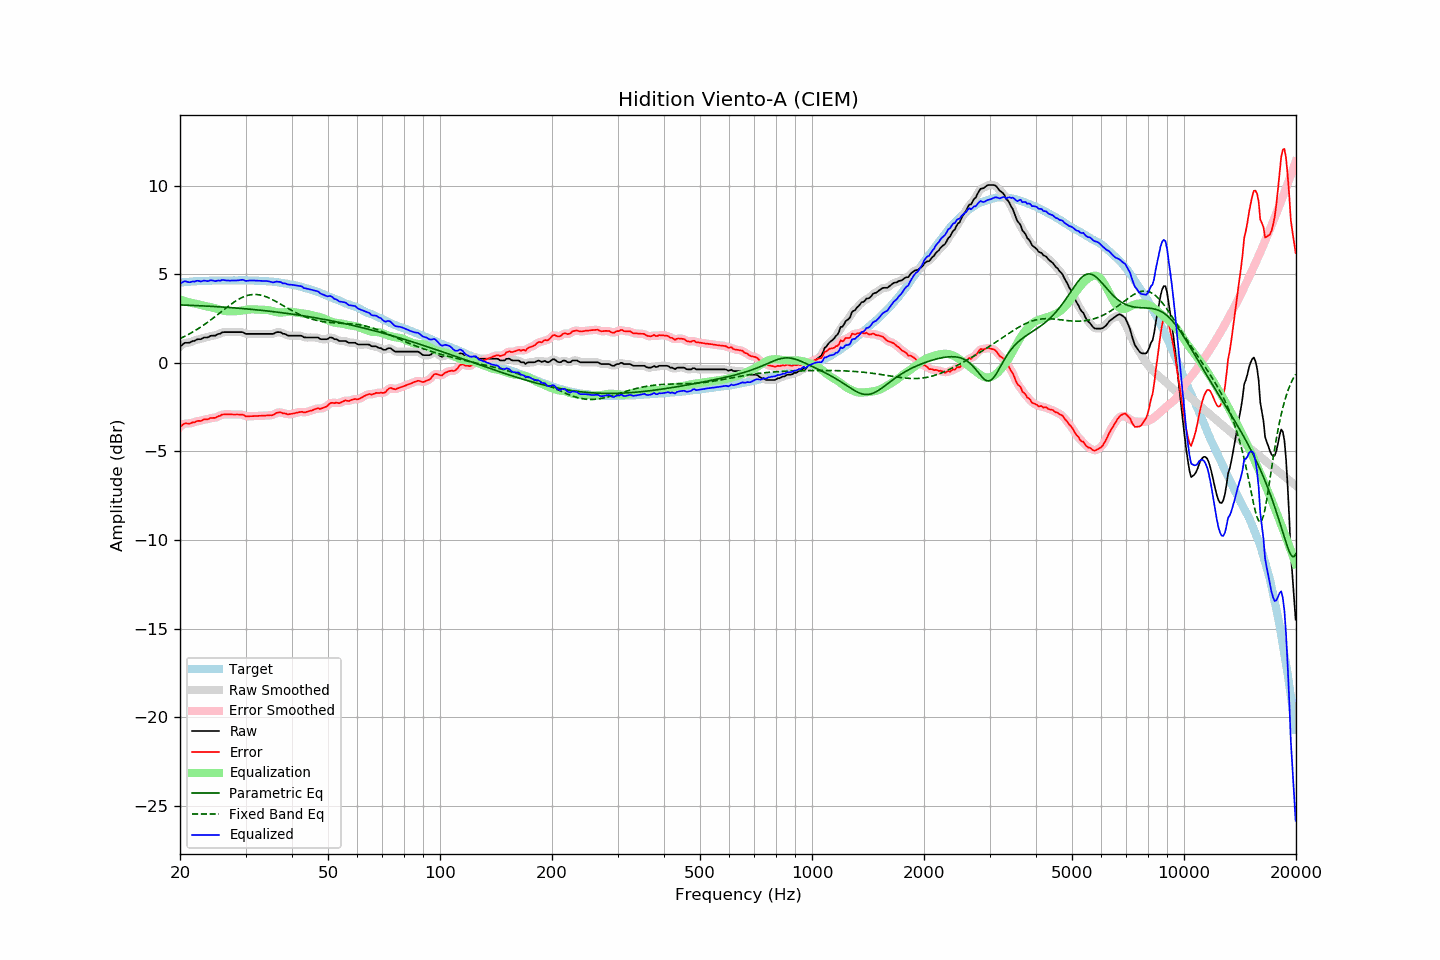 Hidition Viento-A (CIEM)
10
5
0
−5
−10
−15
−20
−25
Amplitude (dBr)
Target
Raw Smoothed
Error Smoothed
Raw
Error
Equalization
Parametric Eq
Fixed Band Eq
Equalized
20 50 100 200 500 1000 2000 5000 10000 20000
Frequency (Hz)